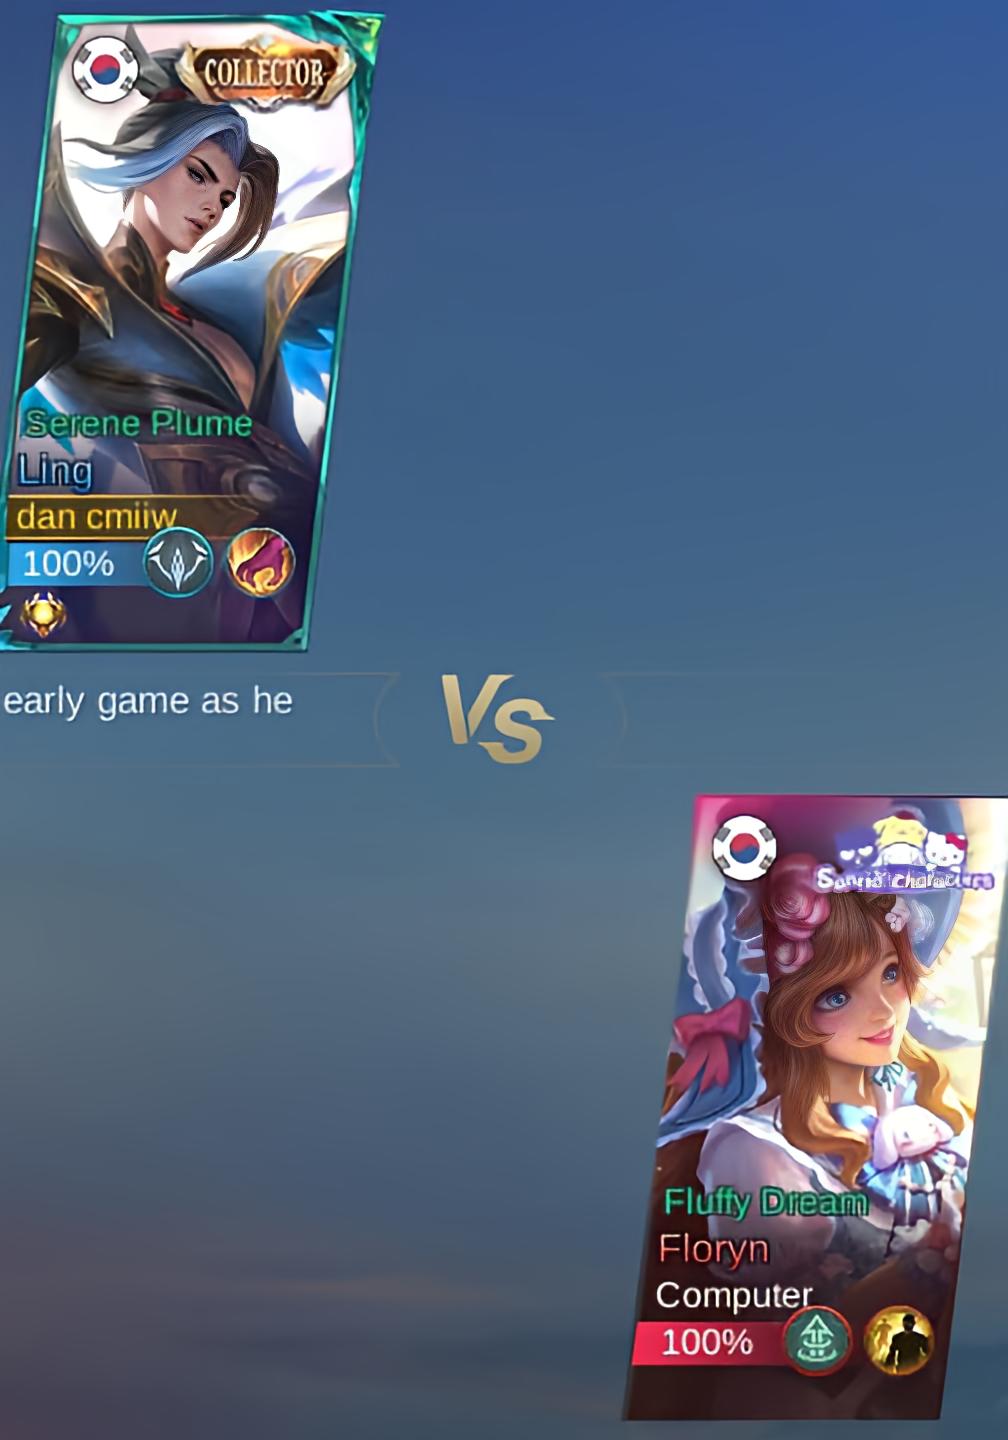 COLLECTOR
Serene Plume
Ling
dan cmiiw
100%
early game as he
VS
Sanrio characters
Fluffy Dream
Floryn
Computer
100%